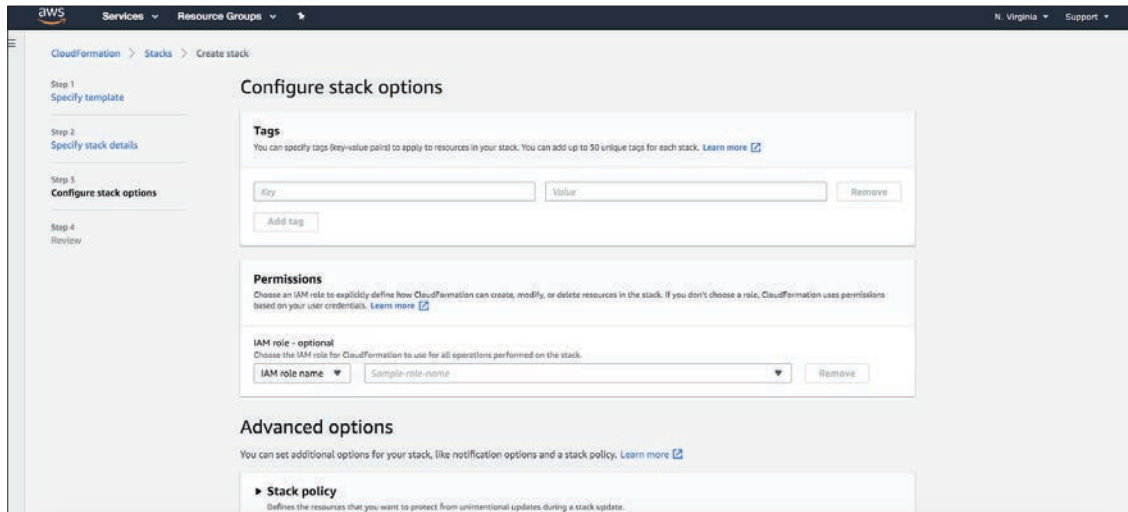 aws
Services
Resource Groups
N. Virginia
Support
CloudFormation > Stacks > Create stack
Step 1
Specify template
Step 2
Specify stack details
Step 3
Configure stack options
Step 4
Review
Configure stack options
Tags
You can specify tags (key-value pairs) to apply to resources in your stack. You can add up to 50 unique tags for each stack. Learn more
Key
Value
Remove
Add tag
Permissions
Choose an IAM role to explicitly define how CloudFormation can create, modify, or delete resources in the stack. If you don't choose a role, CloudFormation uses permissions
based on your user credentials. Learn more
IAM role - optional
Choose the IAM role for CloudFormation to use for all operations performed on the stack.
IAM role name
Sample-role-name
Remove
Advanced options
You can set additional options for your stack, like notification options and a stack policy. Learn more
Stack policy
Defines the resources that you want to protect from unintentional updates during a stack update.